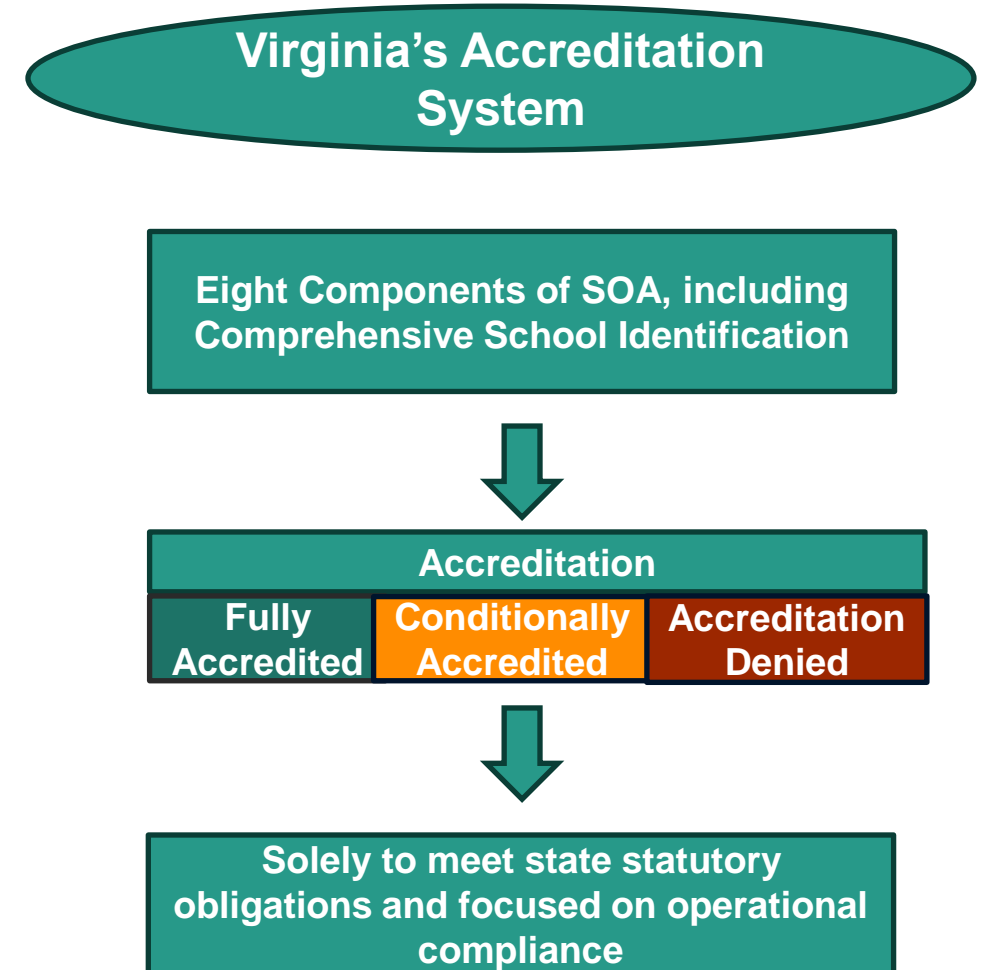 Virginia’s Accreditation
System
Eight Components of SOA, including
Comprehensive School Identification
Accreditation
Fully
Accredited
Conditionally
Accredited
Accreditation
Denied
Solely to meet state statutory
obligations and focused on operational
compliance